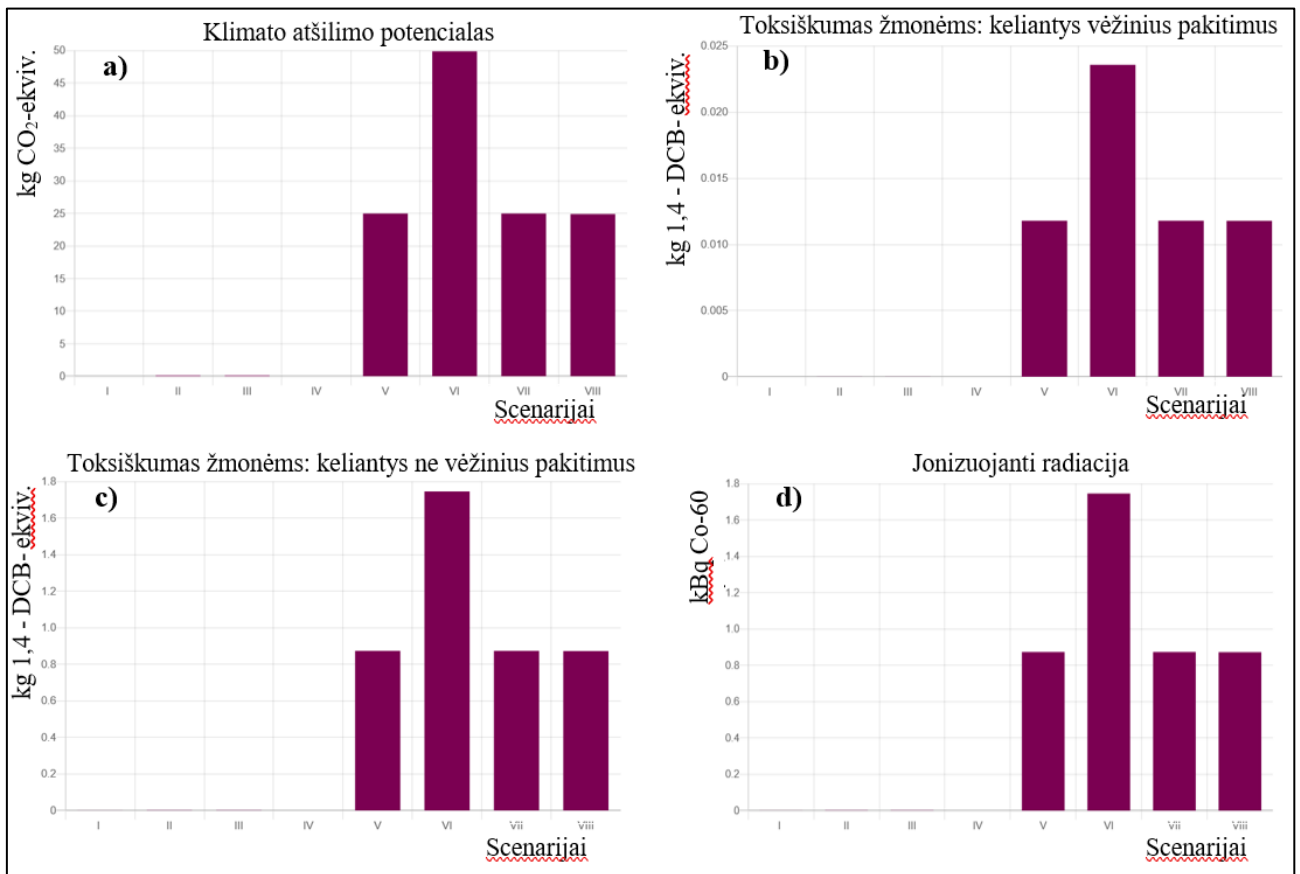 Klimato atšilimo potencialas
a)
kg CO₂-ekviv.
50
45
40
35
30
25
20
15
10
5
0
I II III IV V VI VII VIII
Scenarijai
Toksiškumas žmonėms: keliantys vėžinius pakitimus
b)
kg 1,4 - DCB- ekviv.
0.025
0.020
0.015
0.010
0.005
0
I II III IV V VI VII VIII
Scenarijai
Toksiškumas žmonėms: keliantys ne vėžinius pakitimus
c)
kg 1,4 - DCB- ekviv.
1.8
1.6
1.4
1.2
1.0
0.8
0.6
0.4
0.2
0
I II III IV V VI Vii Viii
Scenarijai
Jonizuojanti radiacija
d)
kBq Co-60
1.8
1.6
1.4
1.2
1.0
0.8
0.6
0.4
0.2
0
I II III IV V VI Vii Viii
Scenarijai